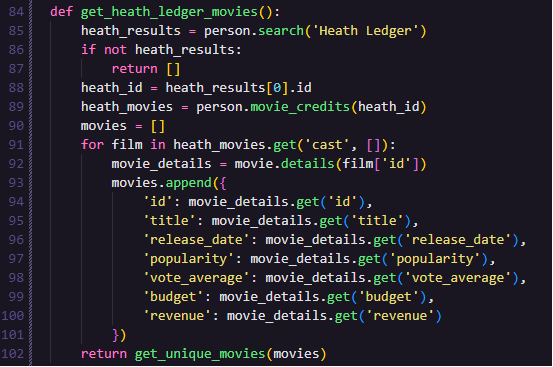 84 def get_heath_ledger_movies():
85     heath_results = person.search('Heath Ledger')
86     if not heath_results:
87         return []
88     heath_id = heath_results[0].id
89     heath_movies = person.movie_credits(heath_id)
90     movies = []
91     for film in heath_movies.get('cast', []):
92         movie_details = movie.details(film['id'])
93         movies.append({
94             'id': movie_details.get('id'),
95             'title': movie_details.get('title'),
96             'release_date': movie_details.get('release_date'),
97             'popularity': movie_details.get('popularity'),
98             'vote_average': movie_details.get('vote_average'),
99             'budget': movie_details.get('budget'),
100             'revenue': movie_details.get('revenue')
101         })
102     return get_unique_movies(movies)